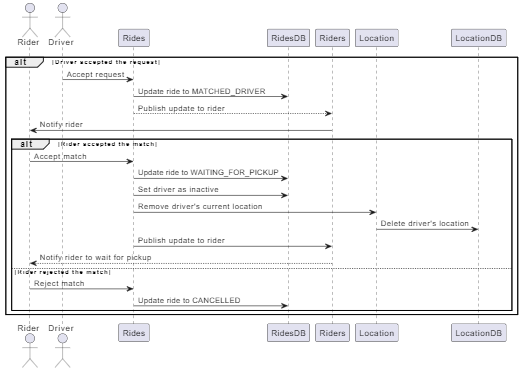 Rider Driver Rides RidesDB Riders Location LocationDB
alt [Driver accepted the request]
Accept request
Update ride to MATCHED_DRIVER
Publish update to rider
Notify rider
alt [Rider accepted the match]
Accept match
Update ride to WAITING_FOR_PICKUP
Set driver as inactive
Remove driver's current location
Delete driver's location
Publish update to rider
Notify rider to wait for pickup
[Rider rejected the match]
Reject match
Update ride to CANCELLED
Rider Driver Rides RidesDB Riders Location LocationDB